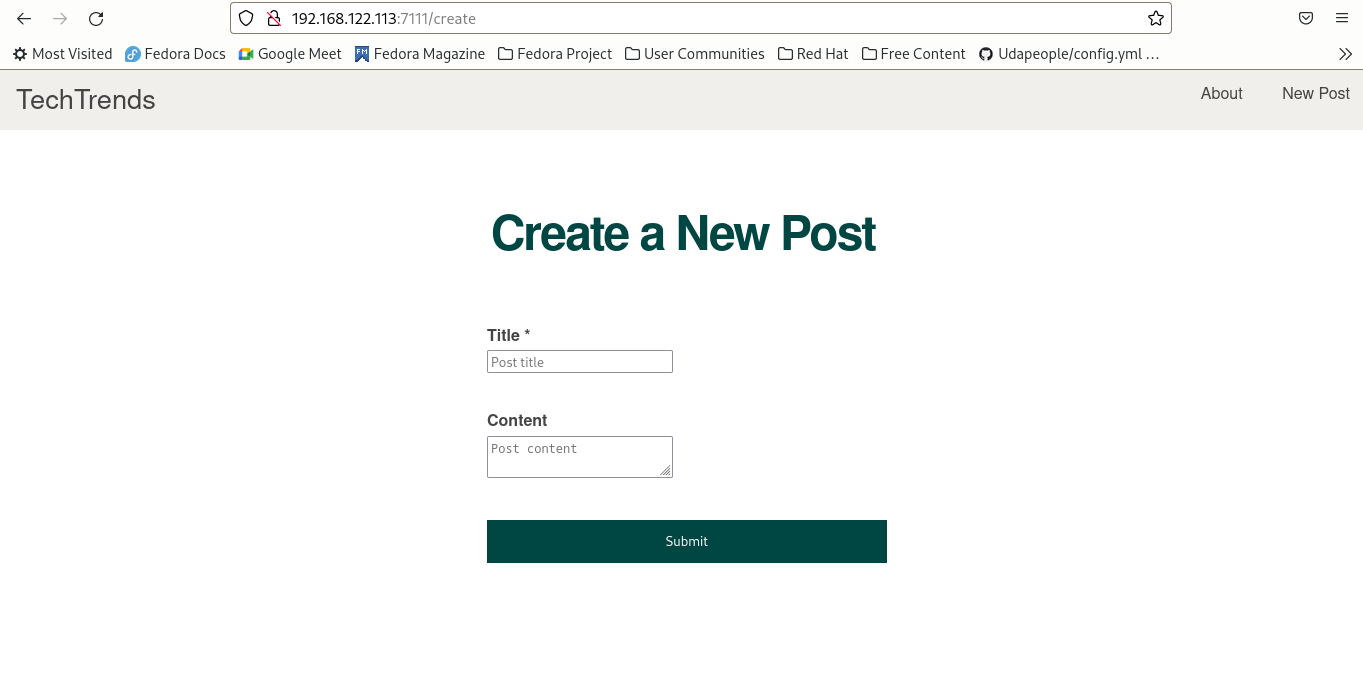 192.168.122.113:7111/create
Most Visited Fedora Docs Google Meet Fedora Magazine Fedora Project User Communities Red Hat Free Content Udapeople/config.yml …
TechTrends About New Post
Create a New Post
Title *
Post title
Content
Post content
Submit